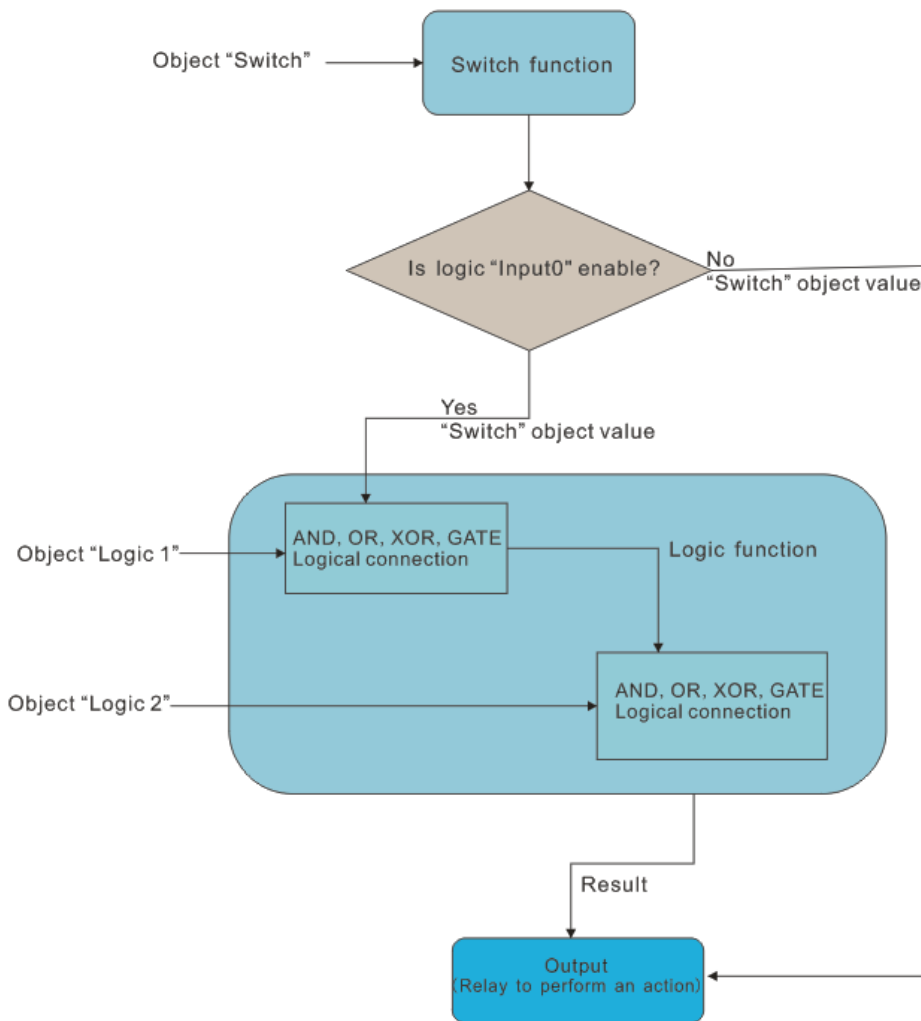 Object “Switch”
Switch function
Is logic “Input0" enable?
No
“Switch” object value
Yes
“Switch” object value
AND, OR, XOR, GATE
Logical connection
Object “Logic 1”
Logic function
AND, OR, XOR, GATE
Logical connection
Object “Logic 2”
Result
Output
(Relay to perform an action)